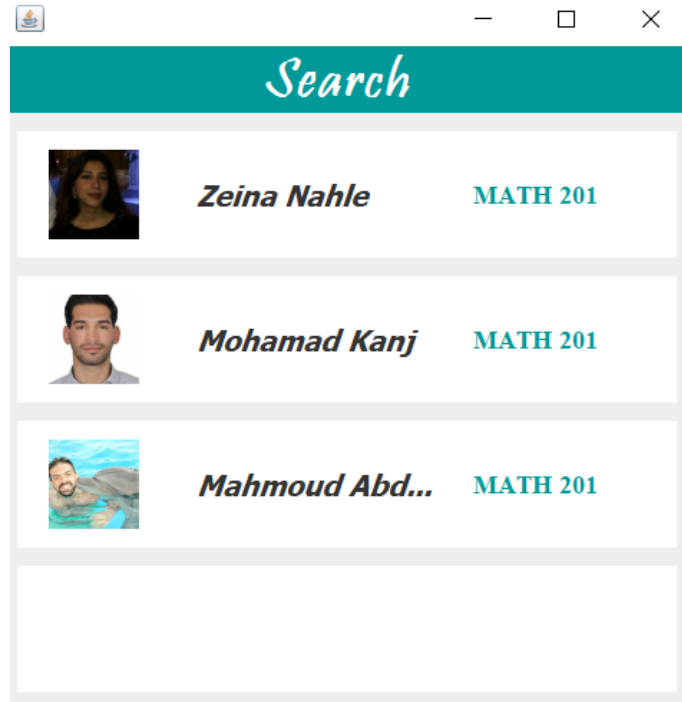 Search
Zeina Nahle MATH 201
Mohamad Kanj MATH 201
Mahmoud Abd... MATH 201